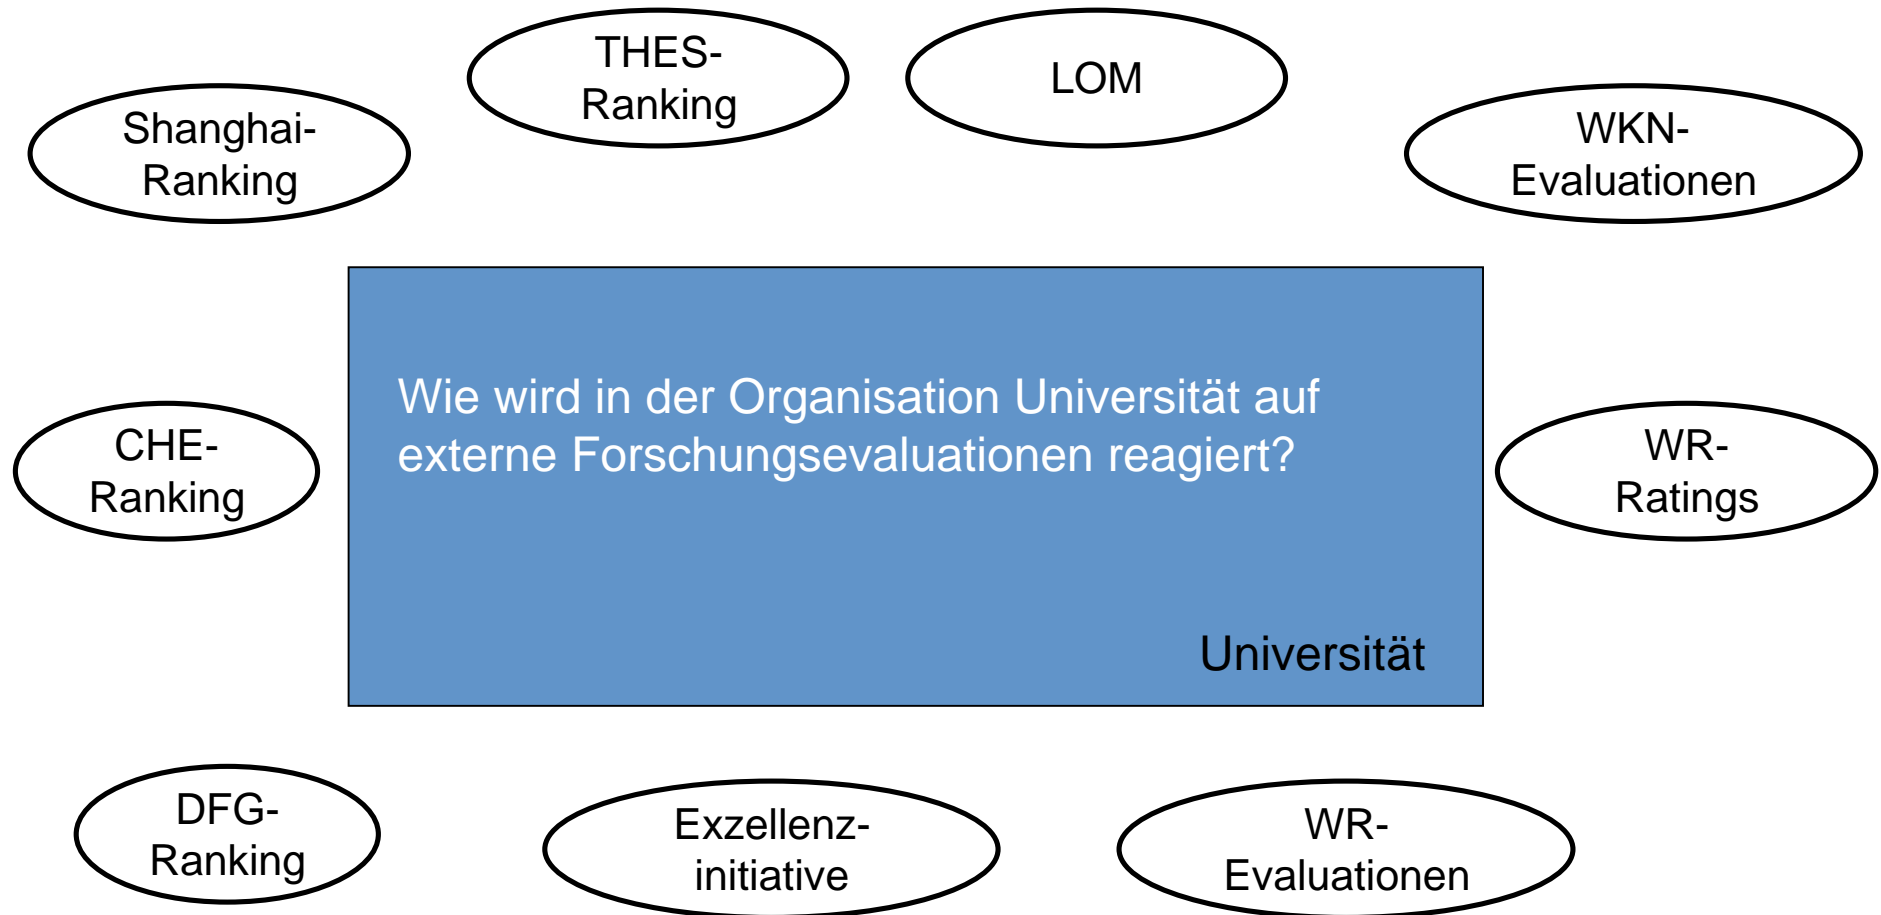 THES-
Ranking
LOM
Shanghai-
Ranking
WKN-
Evaluationen
Wie wird in der Organisation Universität auf
externe Forschungsevaluationen reagiert?
CHE-
Ranking
WR-
Ratings
Universität
DFG-
Ranking
Exzellenz-
initiative
WR-
Evaluationen